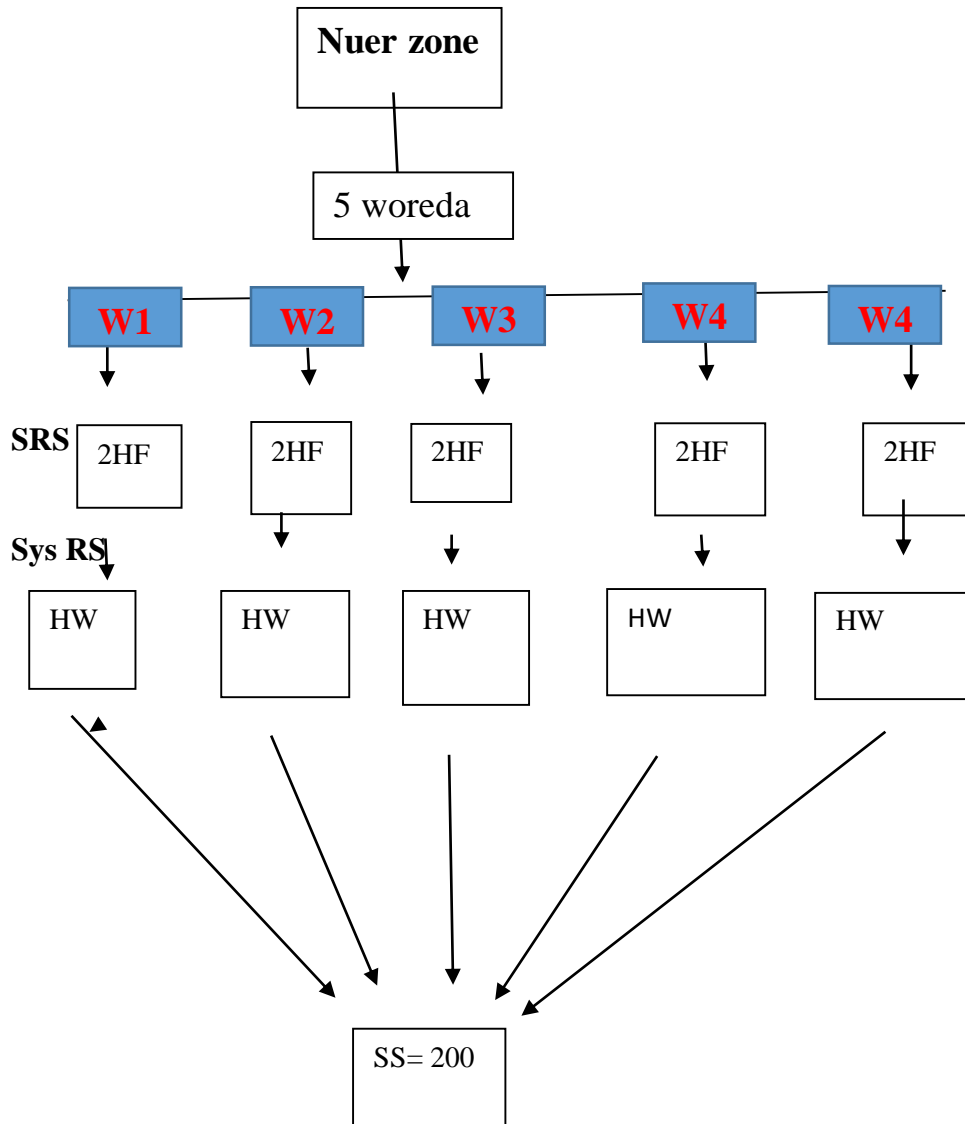 Nuer zone
5 woreda
W1 W2 W3 W4 W4
SRS 2HF 2HF 2HF 2HF 2HF
Sys RS
HW HW HW HW HW
SS= 200